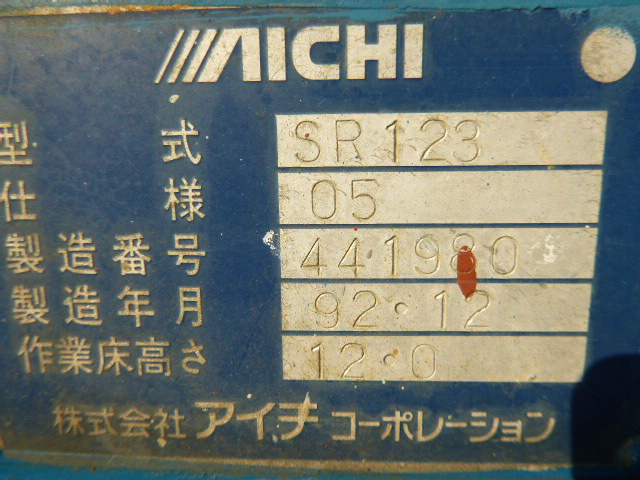 AICHI
型式 SR123
仕様 05
製造番号 441980
製造年月 92・12
作業床高さ 12・0
株式会社 アイチ コーポレーション